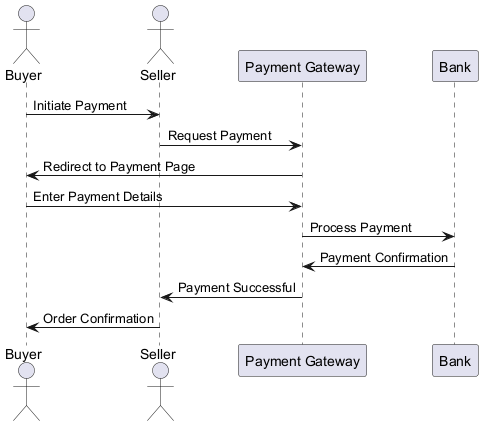 Buyer
Seller
Payment Gateway
Bank
Initiate Payment
Request Payment
Redirect to Payment Page
Enter Payment Details
Process Payment
Payment Confirmation
Payment Successful
Order Confirmation
Buyer
Seller
Payment Gateway
Bank